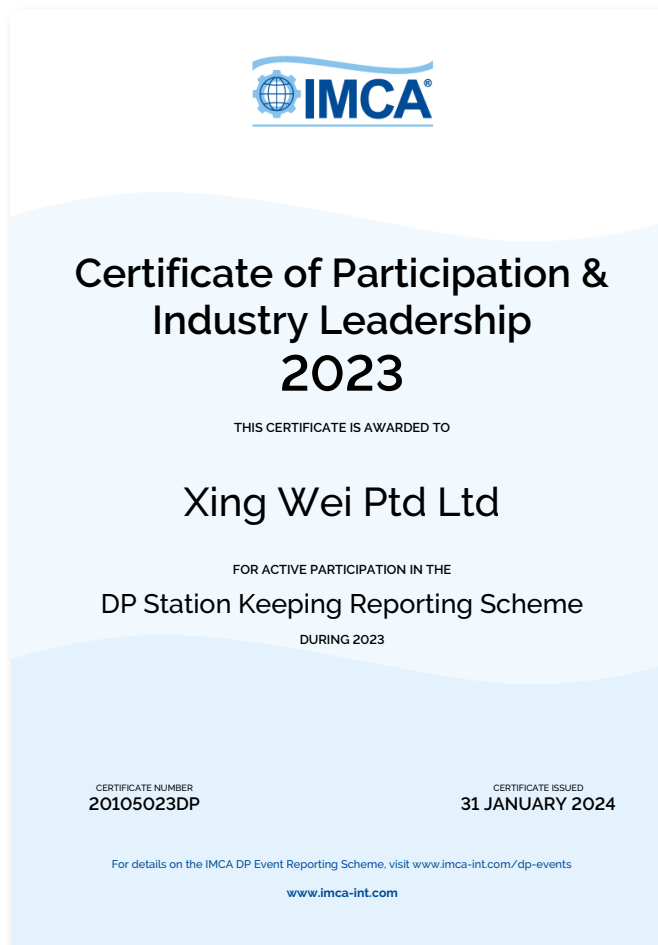 IMCA®
Certificate of Participation &
Industry Leadership
2023
THIS CERTIFICATE IS AWARDED TO
Xing Wei Ptd Ltd
FOR ACTIVE PARTICIPATION IN THE
DP Station Keeping Reporting Scheme
DURING 2023
CERTIFICATE NUMBER
20105023DP
CERTIFICATE ISSUED
31 JANUARY 2024
For details on the IMCA DP Event Reporting Scheme, visit www.imca-int.com/dp-events
www.imca-int.com